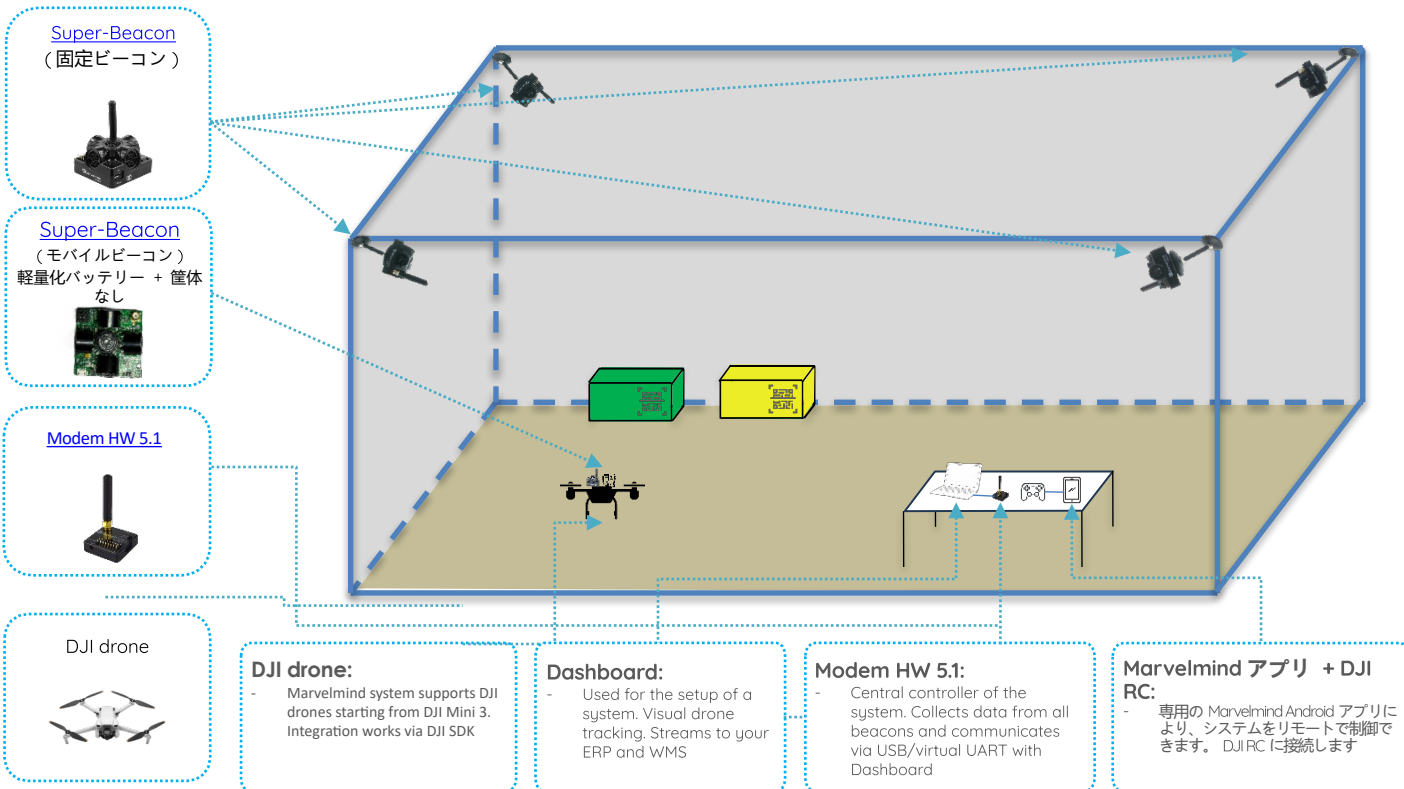 Super-Beacon
( 固定ビーコン )
Super-Beacon
( モバイルビーコン )
軽量化バッテリー + 筐体
なし
Modem HW 5.1
DJI drone
DJI drone:
- Marvelmind system supports DJI
drones starting from DJI Mini 3.
Integration works via DJI SDK
Dashboard:
- Used for the setup of a
system. Visual drone
tracking. Streams to your
ERP and WMS
Modem HW 5.1:
- Central controller of the
system. Collects data from all
beacons and communicates
via USB/virtual UART with
Dashboard
Marvelmind アプリ + DJI
RC:
- 専用の Marvelmind Android アプリに
より、システムをリモートで制御で
きます。 DJI RC に接続します